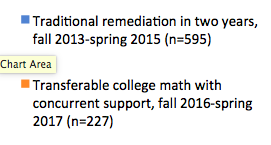 Traditional remediation in two years,
fall 2013-spring 2015 (n=595)
Chart Area
Transferable college math with
concurrent support, fall 2016-spring
2017 (n=227)